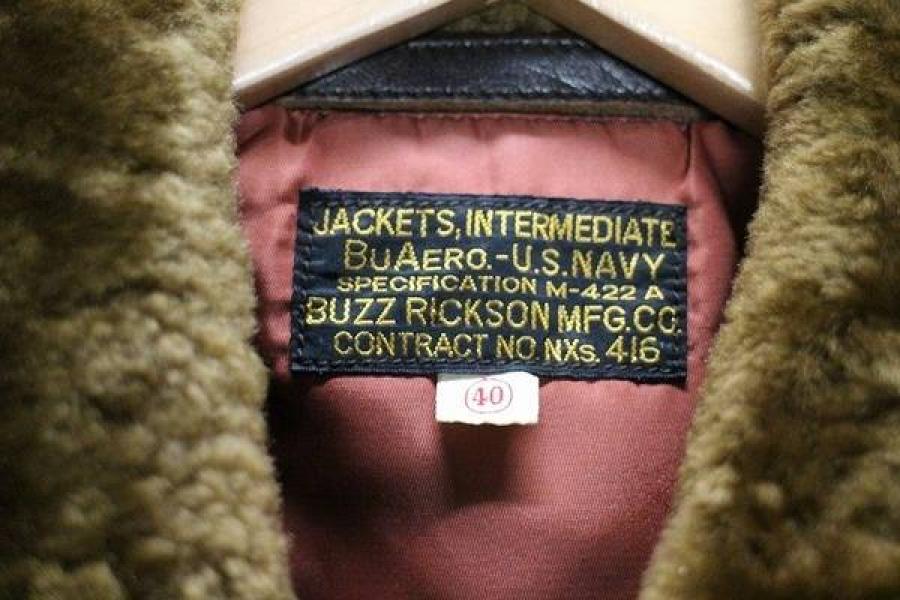 JACKETS, INTERMEDIATE
BUAERO.-U.S.NAVY
SPECIFICATION M-422 A
BUZZ RICKSON MFG.CO.
CONTRACT NO. NXs. 416
40